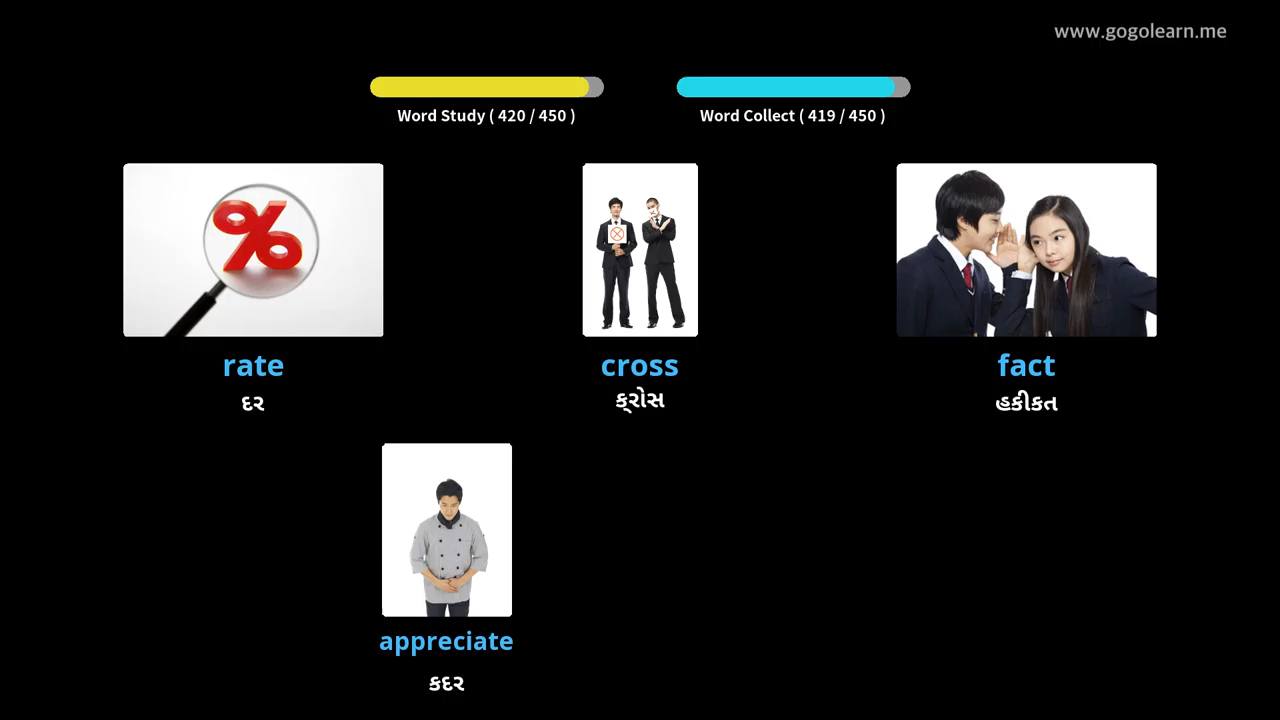 www.gogolearn.me
Word Study ( 420 / 450 )
Word Collect ( 419 / 450 )
rate
દર
cross
ક્રોસ
fact
હકીકત
appreciate
કદર